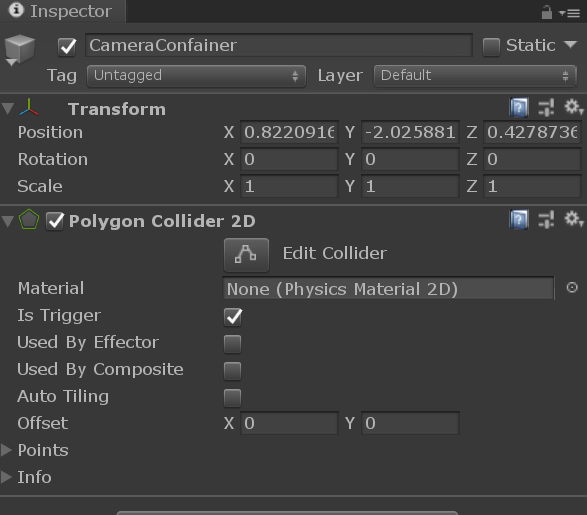 Inspector
CameraConfainer Static
Tag Untagged Layer Default
Transform
Position X 0.8220916 Y -2.025881 Z 0.4278736
Rotation X 0 Y 0 Z 0
Scale X 1 Y 1 Z 1
Polygon Collider 2D
Edit Collider
Material None (Physics Material 2D)
Is Trigger
Used By Effector
Used By Composite
Auto Tiling
Offset X 0 Y 0
Points
Info